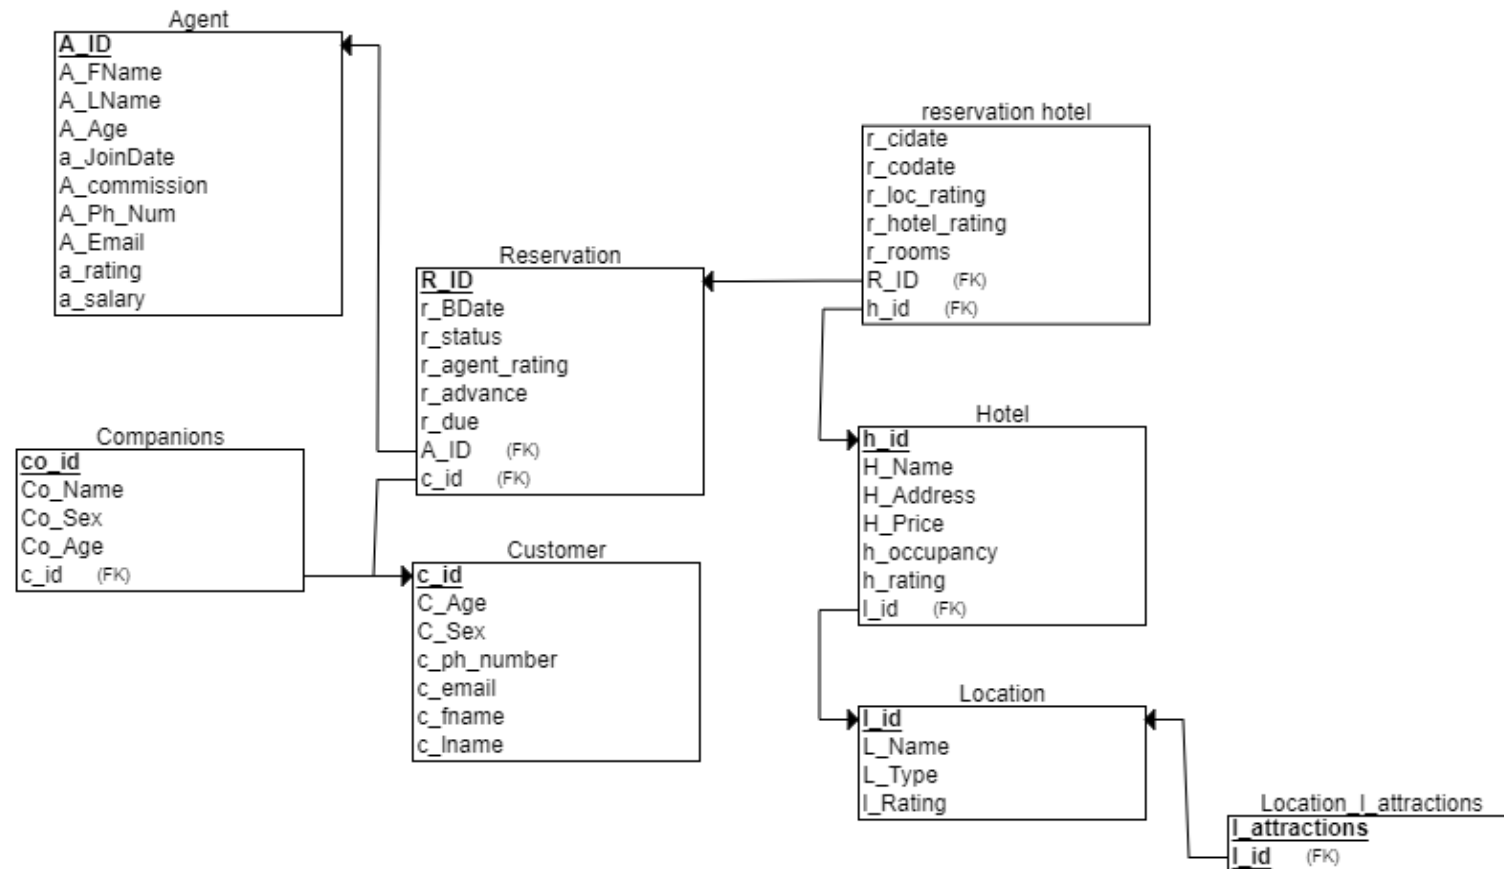 Agent
A_ID
A_FName
A_LName
A_Age
a_JoinDate
A_commission
A_Ph_Num
A_Email
a_rating
a_salary
reservation hotel
r_cidate
r_codate
r_loc_rating
r_hotel_rating
r_rooms
R_ID (FK)
h_id (FK)
Reservation
R_ID
r_BDate
r_status
r_agent_rating
r_advance
r_due
A_ID (FK)
c_id (FK)
Companions
co_id
Co_Name
Co_Sex
Co_Age
c_id (FK)
Customer
c_id
C_Age
C_Sex
c_ph_number
c_email
c_fname
c_lname
Hotel
h_id
H_Name
H_Address
H_Price
h_occupancy
h_rating
l_id (FK)
Location
l_id
L_Name
L_Type
l_Rating
Location_l_attractions
l_attractions
l_id (FK)